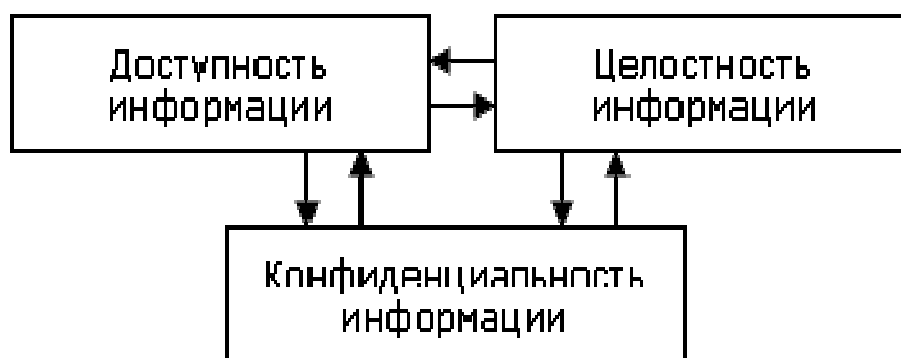 Доступность
информации
Целостность
информации
Конфиденциальность
информации